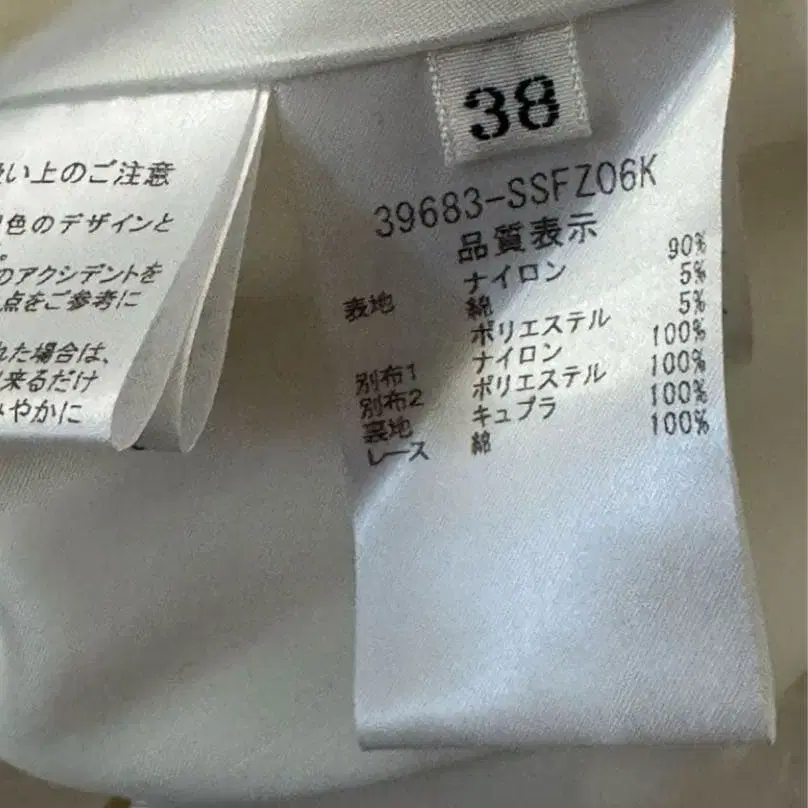 い上のご注意
色のデザインと
。
のアクシデントを
点をご参考に
れた場合は、
来るだけ
やかに
38
39683-SSFZ06K
品質表示
表地 ナイロン 90%
綿 5%
ポリエステル 5%
別布1 ナイロン 100%
別布2 ポリエステル 100%
裏地 キュプラ 100%
レース 綿 100%